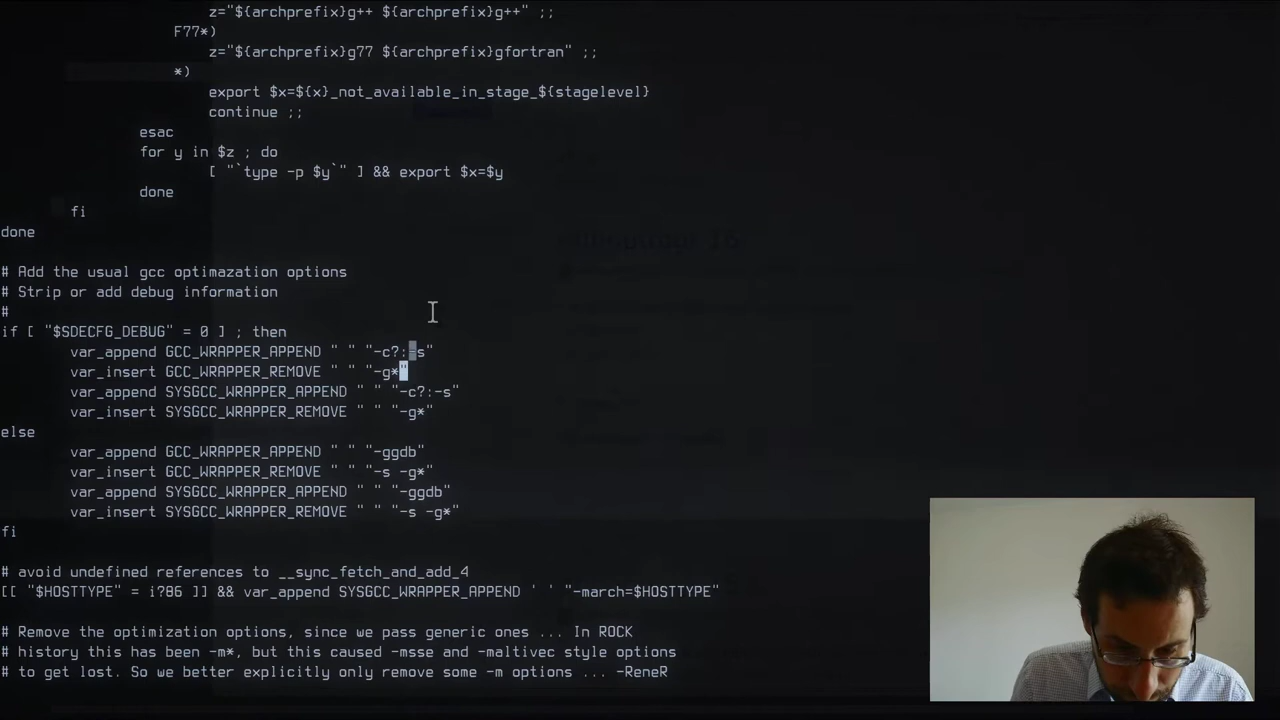 z="${archprefix}g++ ${archprefix}g++" ;;
F77*)
z="${archprefix}g77 ${archprefix}gfortran" ;;
*)
export $x=${x}_not_available_in_stage_${stagelevel}
continue ;;
esac
for y in $z ; do
[ "`type -p $y`" ] && export $x=$y
done
fi
done
# Add the usual gcc optimazation options
# Strip or add debug information
#
if [ "$SDECFG_DEBUG" = 0 ] ; then
var_append GCC_WRAPPER_APPEND " " "-c?:-s"
var_insert GCC_WRAPPER_REMOVE " " "-g*"
var_append SYSGCC_WRAPPER_APPEND " " "-c?:-s"
var_insert SYSGCC_WRAPPER_REMOVE " " "-g*"
else
var_append GCC_WRAPPER_APPEND " " "-ggdb"
var_insert GCC_WRAPPER_REMOVE " " "-s -g*"
var_append SYSGCC_WRAPPER_APPEND " " "-ggdb"
var_insert SYSGCC_WRAPPER_REMOVE " " "-s -g*"
fi
# avoid undefined references to __sync_fetch_and_add_4
[[ "$HOSTTYPE" = i?86 ]] && var_append SYSGCC_WRAPPER_APPEND ' ' "-march=$HOSTTYPE"
# Remove the optimization options, since we pass generic ones ... In ROCK
# history this has been -m*, but this caused -msse and -maltivec style options
# to get lost. So we better explicitly only remove some -m options ... -ReneR